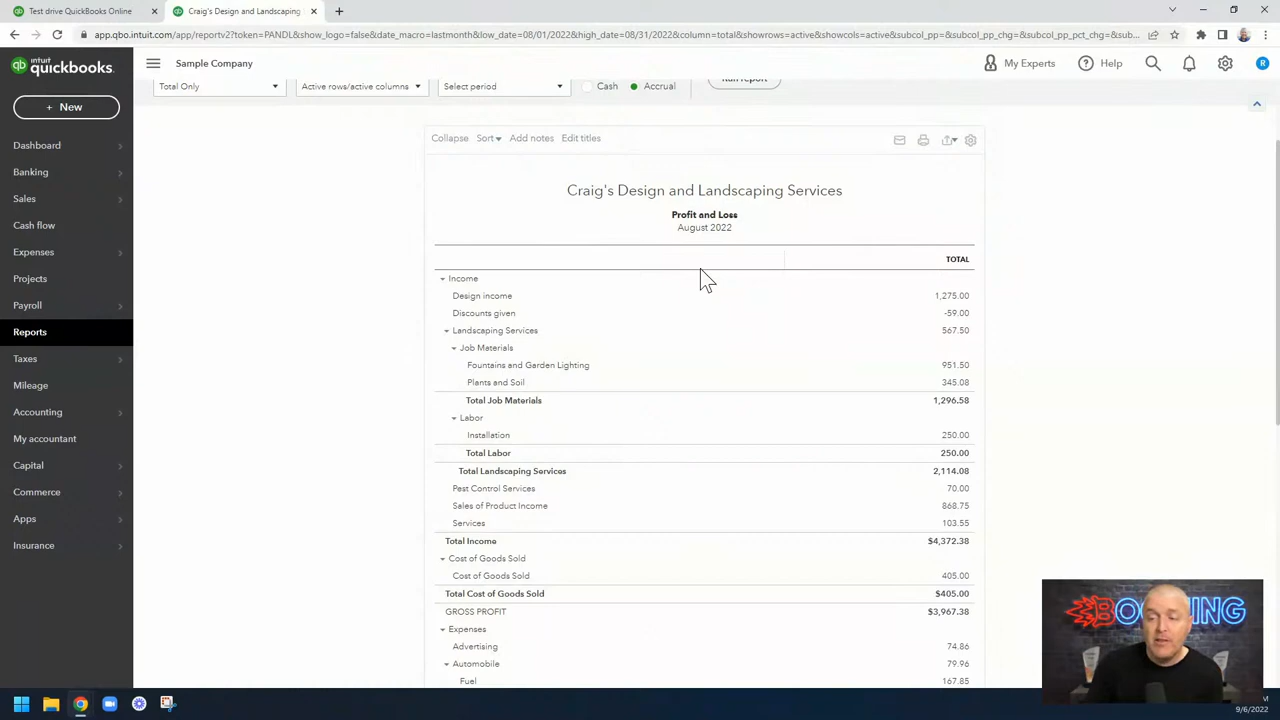 Test drive QuickBooks Online
Craig's Design and Landscaping
app.qbo.intuit.com/app/reportv2?token=PANDL&show_logo=false&date_macro=lastmonth&low_date=08/01/2022&high_date=08/31/2022&column=total&showrows=active&showcols=active&subcol_pp=&subcol_pp_chg=&subcol_pp_pct_chg=&su...
intuit
quickbooks.
Sample Company
My Experts
Help
R
+ New
Dashboard
Banking
Sales
Cash flow
Expenses
Projects
Payroll
Reports
Taxes
Mileage
Accounting
My accountant
Capital
Commerce
Apps
Insurance
Total Only
Active rows/active columns
Select period
Cash
Accrual
Run report
Collapse Sort Add notes Edit titles
Craig's Design and Landscaping Services
Profit and Loss
August 2022
TOTAL
Income
Design income 1,275.00
Discounts given -59.00
Landscaping Services 567.50
Job Materials
Fountains and Garden Lighting 951.50
Plants and Soil 345.08
Total Job Materials 1,296.58
Labor
Installation 250.00
Total Labor 250.00
Total Landscaping Services 2,114.08
Pest Control Services 70.00
Sales of Product Income 868.75
Services 103.55
Total Income $4,372.38
Cost of Goods Sold
Cost of Goods Sold 405.00
Total Cost of Goods Sold $405.00
GROSS PROFIT $3,967.38
Expenses
Advertising 74.86
Automobile 79.96
Fuel 167.85
9/6/2022